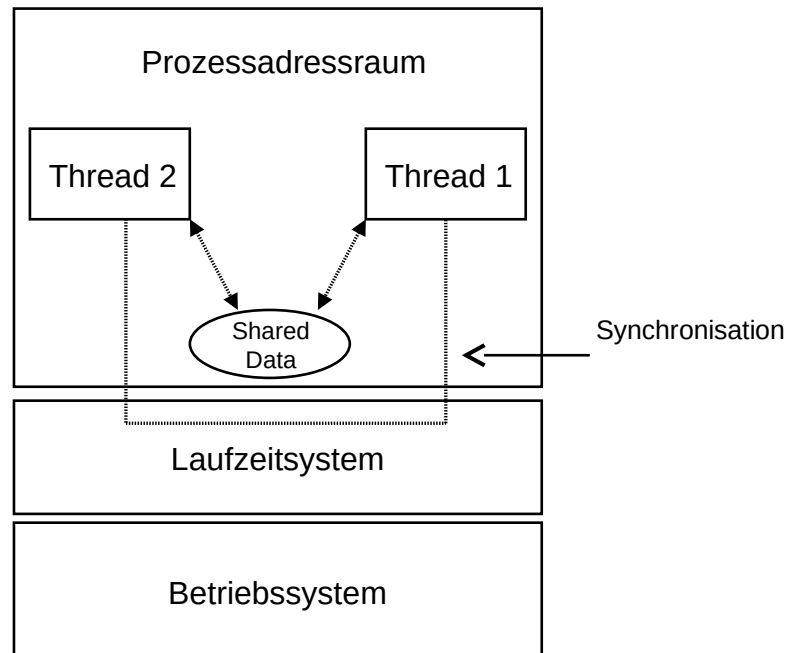 Prozessadressraum
Thread 2
Thread 1
Shared
Data
Synchronisation
Laufzeitsystem
Betriebssystem